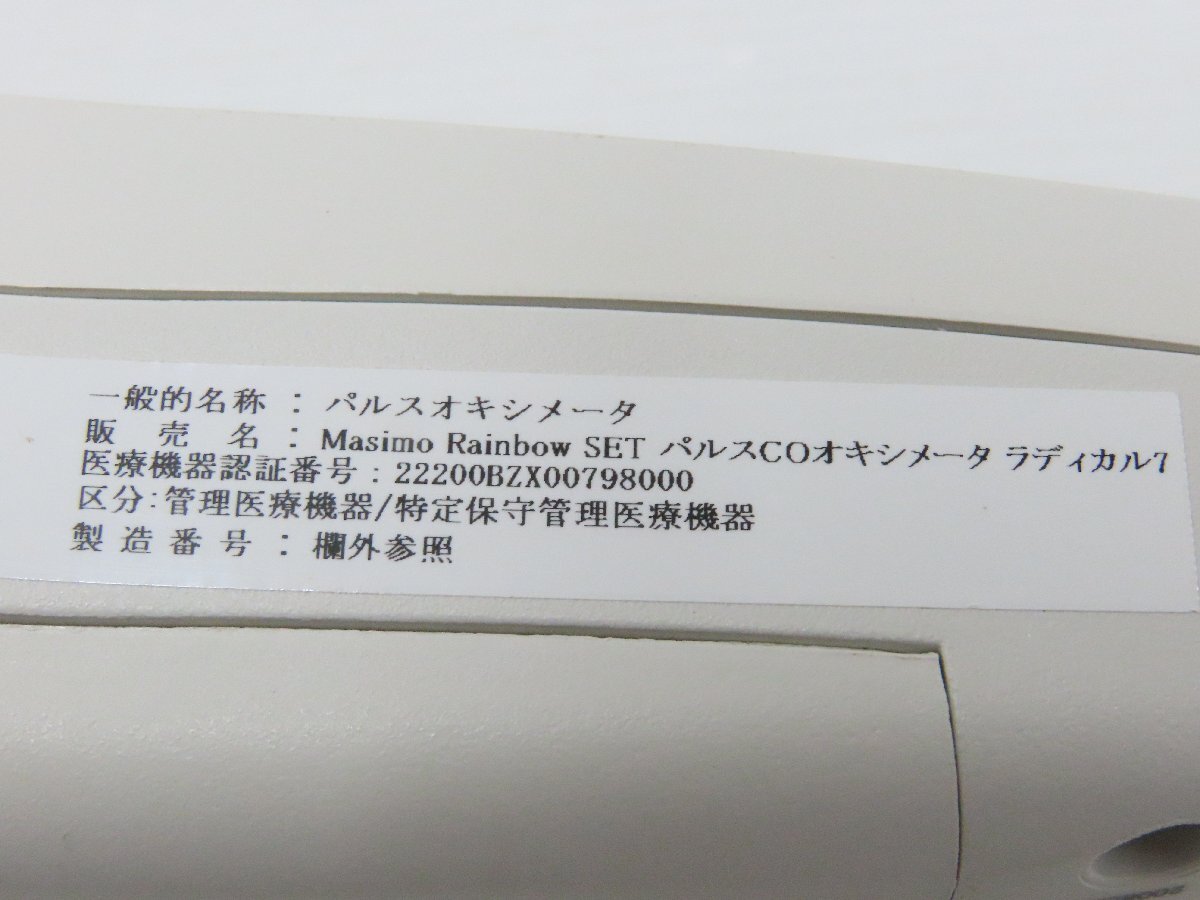 一般的名称 : パルスオキシメータ
販売名 : Masimo Rainbow SET パルスCOオキシメータ ラディカル7
医療機器認証番号 : 22200BZX00798000
区分:管理医療機器/特定保守管理医療機器
製造番号 : 欄外参照